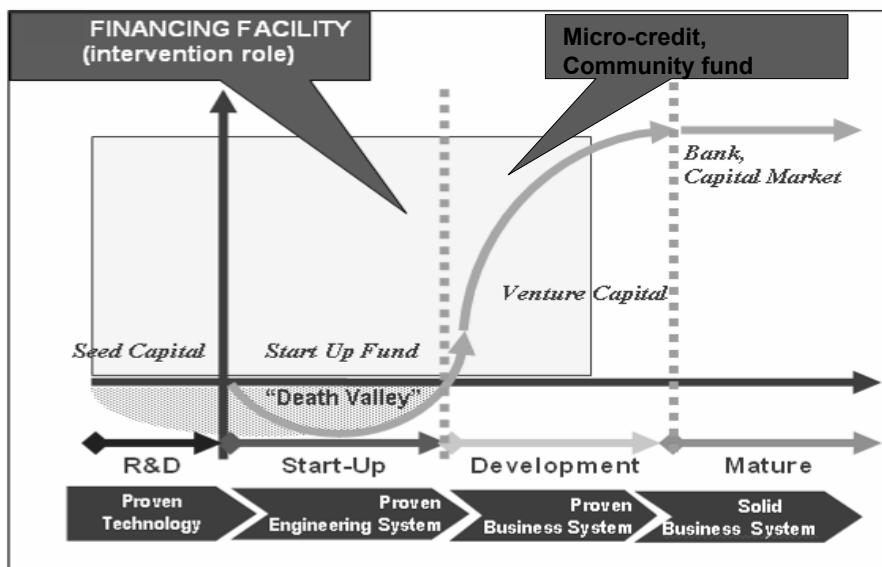 FINANCING FACILITY
(intervention role)
Micro-credit,
Community fund
Bank,
Capital Market
Venture Capital
Seed Capital
Start Up Fund
“Death Valley”
R&D
Start-Up
Development
Mature
Proven
Technology
Proven
Engineering System
Proven
Business System
Solid
Business System